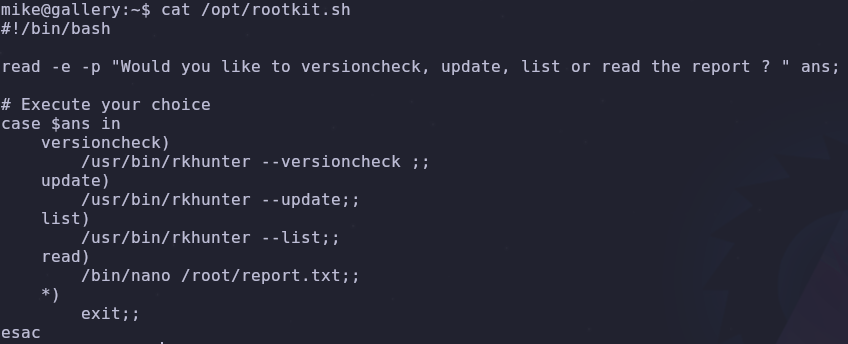 mike@gallery:~$ cat /opt/rootkit.sh
#!/bin/bash

read -e -p "Would you like to versioncheck, update, list or read the report ? " ans;

# Execute your choice
case $ans in
    versioncheck)
        /usr/bin/rkhunter --versioncheck ;;
    update)
        /usr/bin/rkhunter --update;;
    list)
        /usr/bin/rkhunter --list;;
    read)
        /bin/nano /root/report.txt;;
    *)
        exit;;
esac